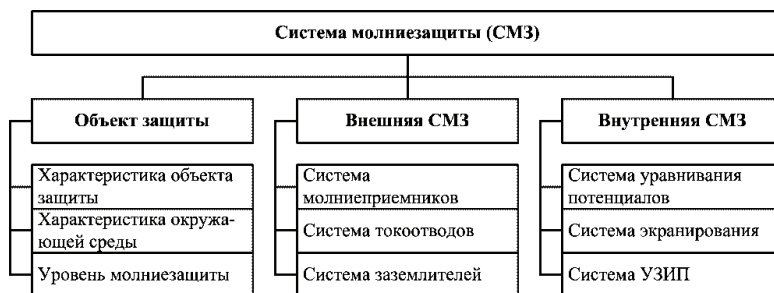 Система молниезащиты (СМЗ)
Объект защиты
Характеристика объекта
защиты
Характеристика окружа-
ющей среды
Уровень молниезащиты
Внешняя СМЗ
Система
молниеприемников
Система токоотводов
Система заземлителей
Внутренняя СМЗ
Система уравнивания
потенциалов
Система экранирования
Система УЗИП